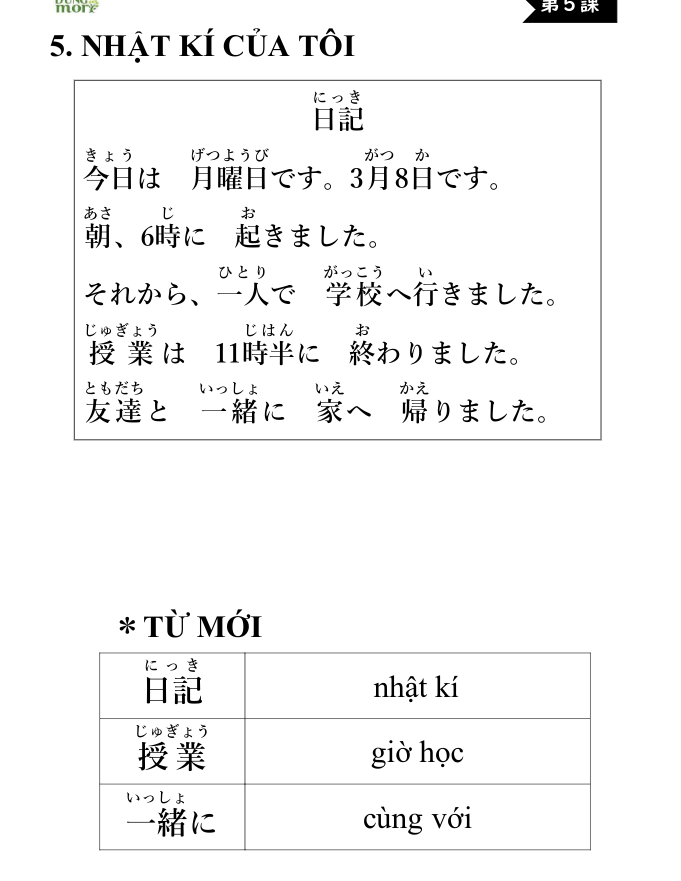 DUNG
morì
第5課
5. NHẬT KÍ CỦA TÔI
にっき
日記
きょう げつようび がつ か
今日は 月曜日です。3月8日です。
あさ じ お
朝、6時に 起きました。
ひとり がっこう い
それから、一人で 学校へ行きました。
じゅぎょう じはん お
授業は 11時半に 終わりました。
ともだち いっしょ いえ かえ
友達と 一緒に 家へ 帰りました。
* TỪ MỚI
にっき
日記 nhật kí
じゅぎょう
授業 giờ học
いっしょ
一緒に cùng với